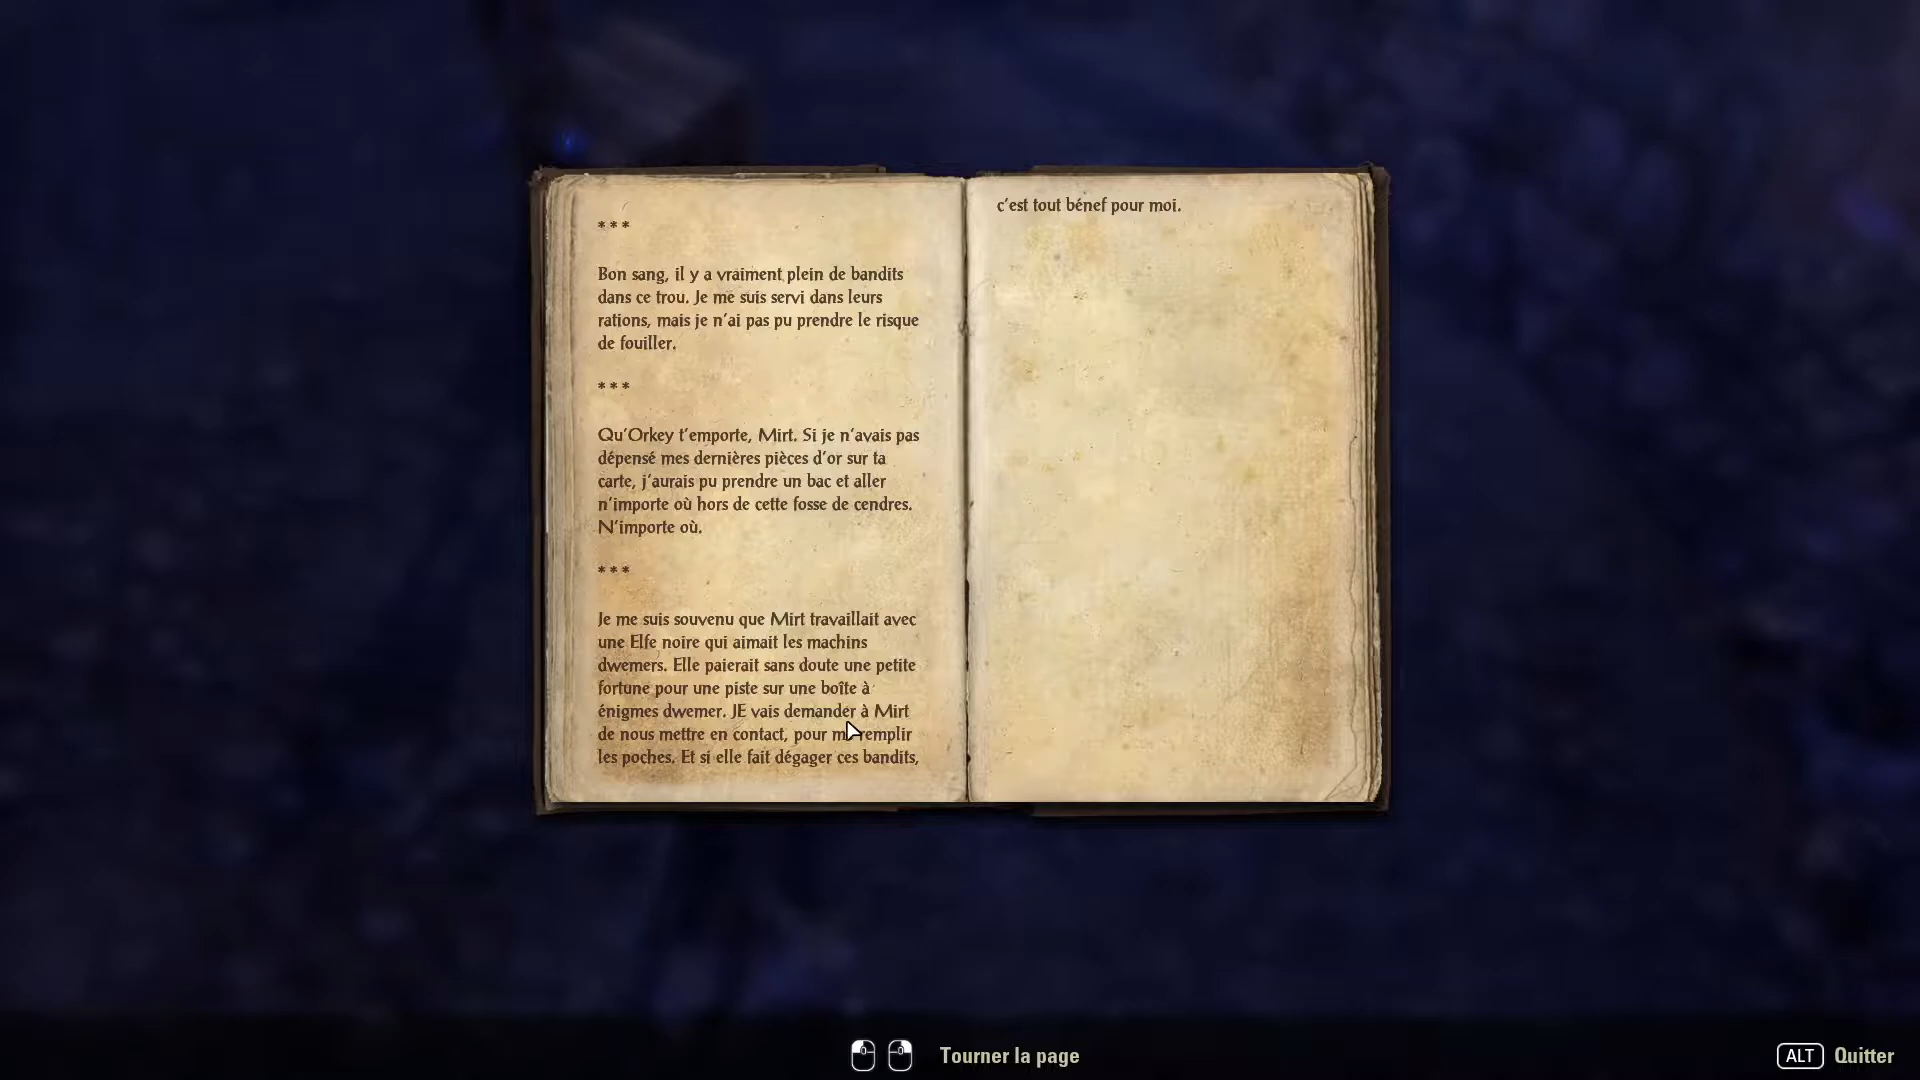 ***
Bon sang, il y a vraiment plein de bandits
dans ce trou. Je me suis servi dans leurs
rations, mais je n'ai pas pu prendre le risque
de fouiller.
***
Qu'Orkey t'emporte, Mirt. Si je n'avais pas
dépensé mes dernières pièces d'or sur ta
carte, j'aurais pu prendre un bac et aller
n'importe où hors de cette fosse de cendres.
N'importe où.
***
Je me suis souvenu que Mirt travaillait avec
une Elfe noire qui aimait les machins
dwemers. Elle paierait sans doute une petite
fortune pour une piste sur une boîte à
énigmes dwemer. JE vais demander à Mirt
de nous mettre en contact, pour remplir
les poches. Et si elle fait dégager ces bandits,
c'est tout bénef pour moi.
Tourner la page
ALT Quitter